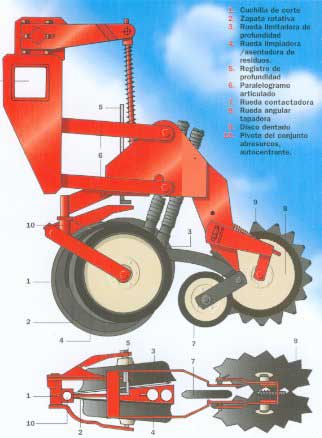 1. Cuchilla de corte
2. Zapata rotativa
3. Rueda limitadora de
profundidad
4. Rueda limpiadora
/asentadora de
residuos.
5. Registro de
profundidad
6. Paralelogramo
articulado
7. Rueda contactadora
8. Rueda angular
tapadora
9. Disco dentado
10. Pivote del conjunto
abresurcos,
autocentrante.
5
6
10
3
9
8
1
2
4
7
5
3
7
9
1
10
2
4